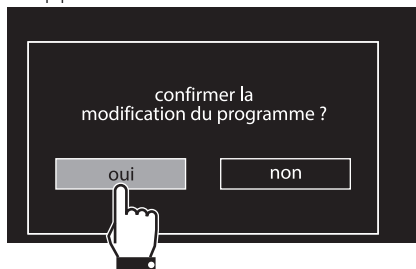 confirmer la
modification du programme ?
oui
non